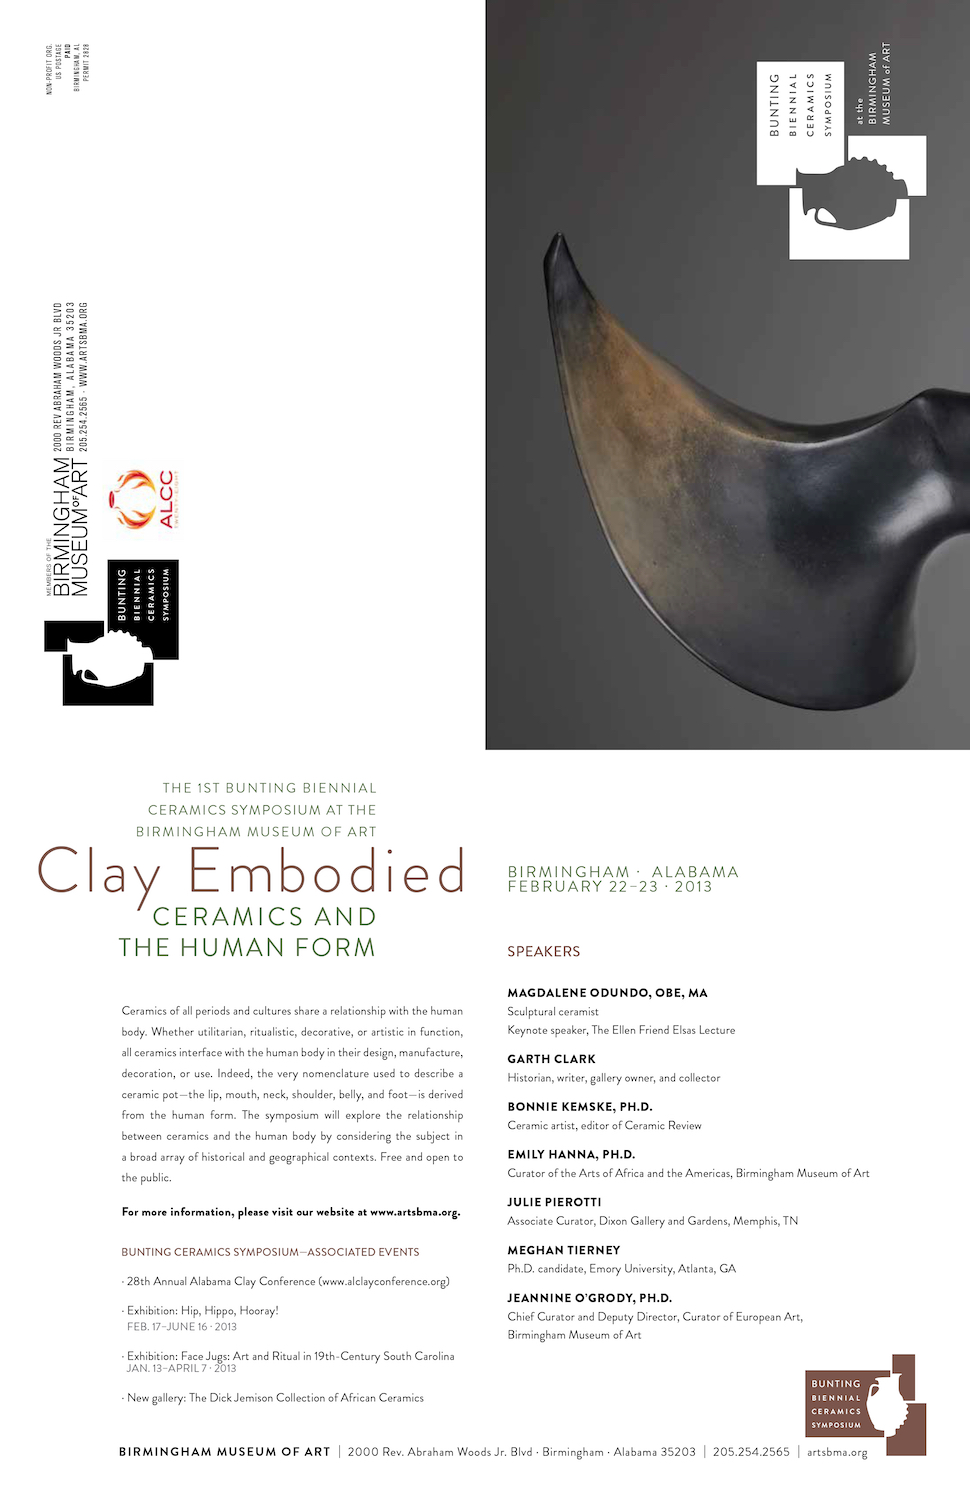 NON-PROFIT ORG.
US POSTAGE
PAID
BIRMINGHAM, AL
PERMIT 2828
2000 REV ABRAHAM WOODS JR BLVD
BIRMINGHAM, ALABAMA 35203
205.254.2565 · WWW.ARTSBMA.ORG
MEMBERS OF THE
BIRMINGHAM
MUSEUM OF ART
ALCC
TWENTY-EIGHT
BUNTING
BIENNIAL
CERAMICS
SYMPOSIUM
BUNTING
BIENNIAL
CERAMICS
SYMPOSIUM
at the
BIRMINGHAM
MUSEUM of ART
THE 1ST BUNTING BIENNIAL
CERAMICS SYMPOSIUM AT THE
BIRMINGHAM MUSEUM OF ART
Clay Embodied
CERAMICS AND
THE HUMAN FORM
Ceramics of all periods and cultures share a relationship with the human
body. Whether utilitarian, ritualistic, decorative, or artistic in function,
all ceramics interface with the human body in their design, manufacture,
decoration, or use. Indeed, the very nomenclature used to describe a
ceramic pot—the lip, mouth, neck, shoulder, belly, and foot—is derived
from the human form. The symposium will explore the relationship
between ceramics and the human body by considering the subject in
a broad array of historical and geographical contexts. Free and open to
the public.
For more information, please visit our website at www.artsbma.org.
BUNTING CERAMICS SYMPOSIUM—ASSOCIATED EVENTS
· 28th Annual Alabama Clay Conference (www.alclayconference.org)
· Exhibition: Hip, Hippo, Hooray!
FEB. 17–JUNE 16 · 2013
· Exhibition: Face Jugs: Art and Ritual in 19th-Century South Carolina
JAN. 13–APRIL 7 · 2013
· New gallery: The Dick Jemison Collection of African Ceramics
BIRMINGHAM · ALABAMA
FEBRUARY 22–23 · 2013
SPEAKERS
MAGDALENE ODUNDO, OBE, MA
Sculptural ceramist
Keynote speaker, The Ellen Friend Elsas Lecture
GARTH CLARK
Historian, writer, gallery owner, and collector
BONNIE KEMSKE, PH.D.
Ceramic artist, editor of Ceramic Review
EMILY HANNA, PH.D.
Curator of the Arts of Africa and the Americas, Birmingham Museum of Art
JULIE PIEROTTI
Associate Curator, Dixon Gallery and Gardens, Memphis, TN
MEGHAN TIERNEY
Ph.D. candidate, Emory University, Atlanta, GA
JEANNINE O'GRODY, PH.D.
Chief Curator and Deputy Director, Curator of European Art,
Birmingham Museum of Art
BUNTING
BIENNIAL
CERAMICS
SYMPOSIUM
BIRMINGHAM MUSEUM OF ART | 2000 Rev. Abraham Woods Jr. Blvd · Birmingham · Alabama 35203 | 205.254.2565 | artsbma.org